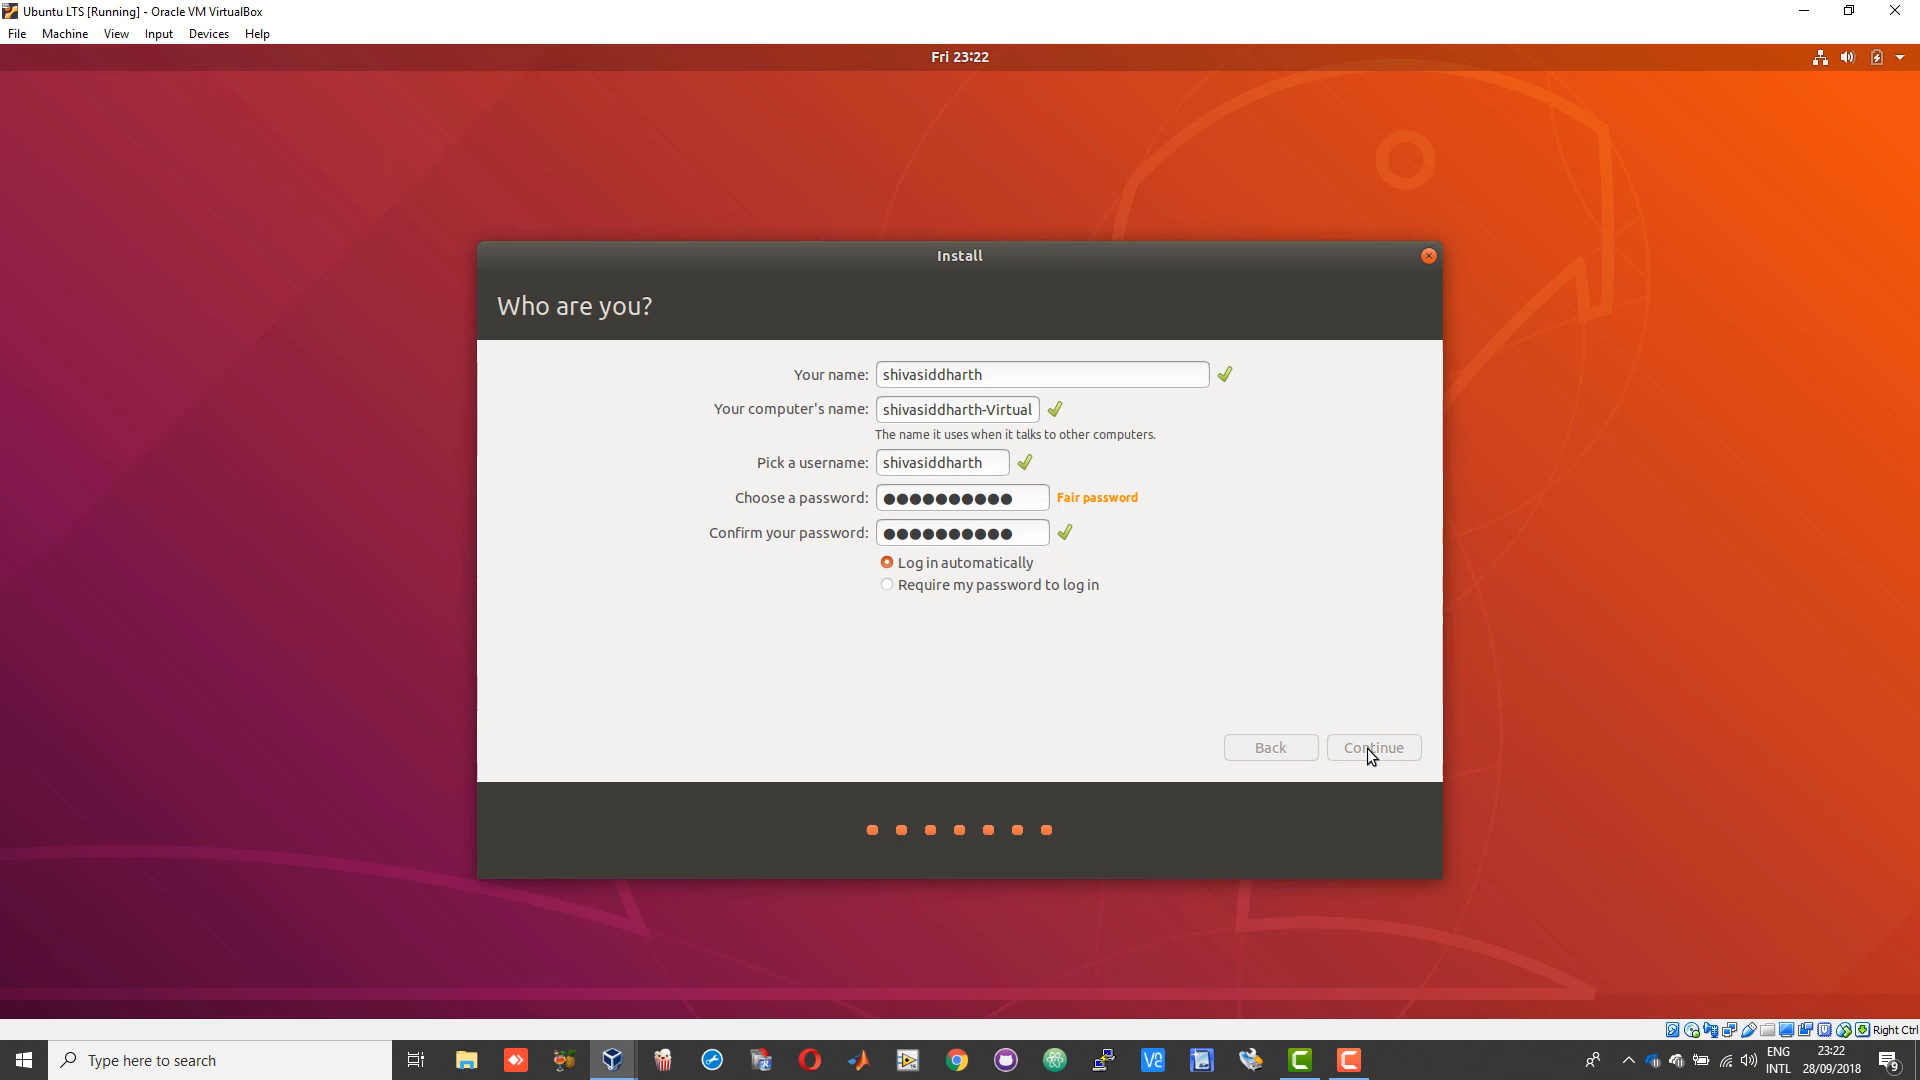 Ubuntu LTS [Running] - Oracle VM VirtualBox
File Machine View Input Devices Help
Fri 23:22
Install
Who are you?
Your name: shivasiddharth
Your computer's name: shivasiddharth-Virtual
The name it uses when it talks to other computers.
Pick a username: shivasiddharth
Choose a password: ●●●●●●●●●● Fair password
Confirm your password: ●●●●●●●●●●
Log in automatically
Require my password to log in
Back Continue
Right Ctrl
Type here to search
ENG
INTL
23:22
28/09/2018
9